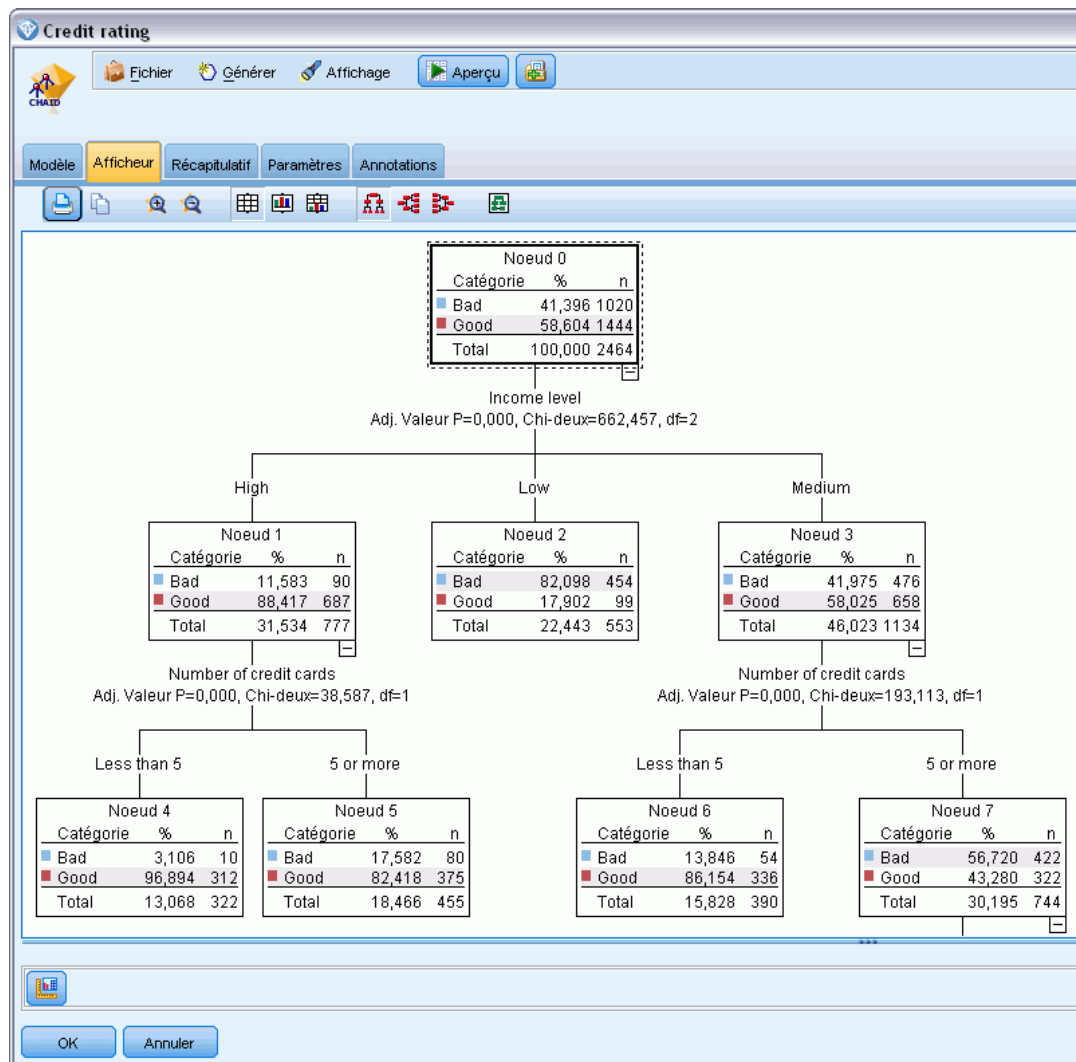 Credit rating
CHAID
Fichier Générer Affichage Aperçu
Modèle Afficheur Récapitulatif Paramètres Annotations
Noeud 0
Catégorie % n
Bad 41,396 1020
Good 58,604 1444
Total 100,000 2464
Income level
Adj. Valeur P=0,000, Chi-deux=662,457, df=2
High Low Medium
Noeud 1
Catégorie % n
Bad 11,583 90
Good 88,417 687
Total 31,534 777
Noeud 2
Catégorie % n
Bad 82,098 454
Good 17,902 99
Total 22,443 553
Noeud 3
Catégorie % n
Bad 41,975 476
Good 58,025 658
Total 46,023 1134
Number of credit cards
Adj. Valeur P=0,000, Chi-deux=38,587, df=1
Number of credit cards
Adj. Valeur P=0,000, Chi-deux=193,113, df=1
Less than 5 5 or more Less than 5 5 or more
Noeud 4
Catégorie % n
Bad 3,106 10
Good 96,894 312
Total 13,068 322
Noeud 5
Catégorie % n
Bad 17,582 80
Good 82,418 375
Total 18,466 455
Noeud 6
Catégorie % n
Bad 13,846 54
Good 86,154 336
Total 15,828 390
Noeud 7
Catégorie % n
Bad 56,720 422
Good 43,280 322
Total 30,195 744
OK Annuler